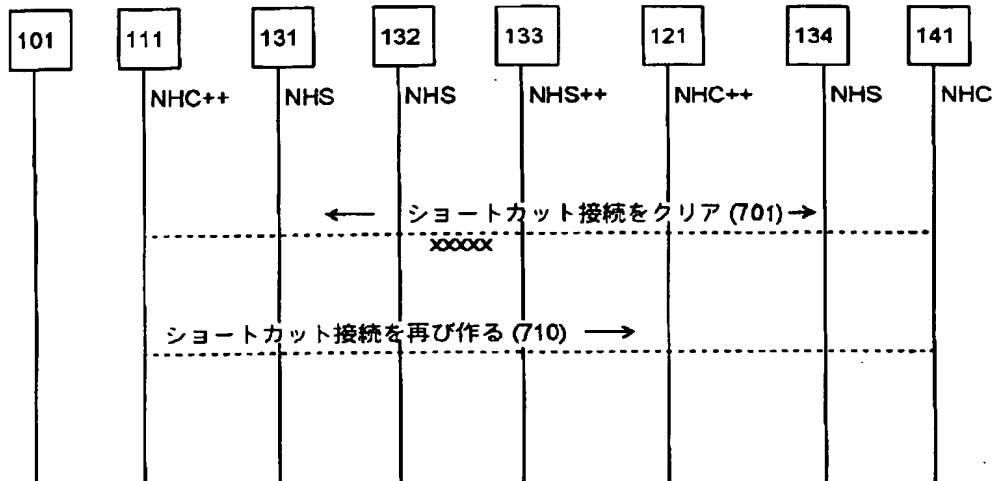 101 111 131 132 133 121 134 141
NHC++ NHS NHS NHS++ NHC++ NHS NHC
← ショートカット接続をクリア (701)→
xxxxx
ショートカット接続を再び作る (710) →